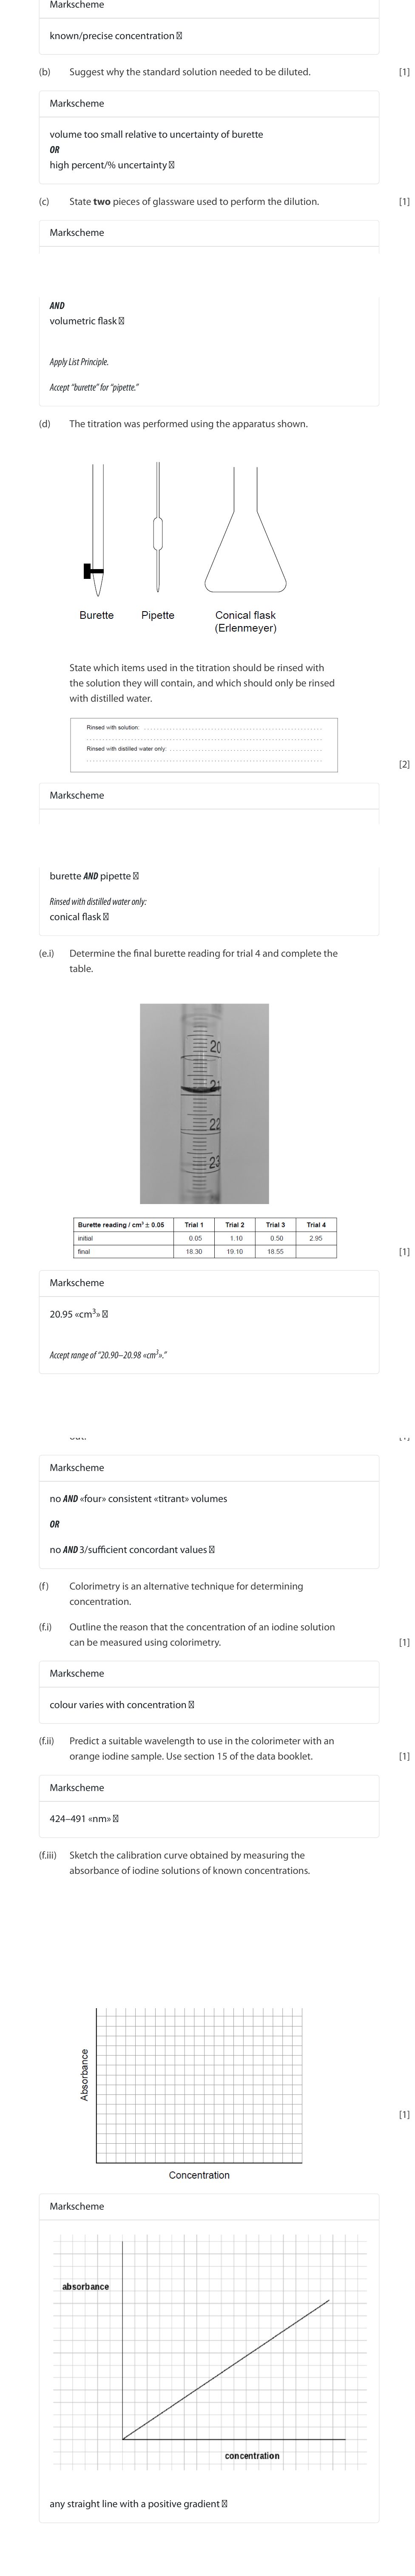 Markscheme
known/precise concentration
(b) Suggest why the standard solution needed to be diluted. [1]
Markscheme
volume too small relative to uncertainty of burette
OR
high percent/% uncertainty
(c) State two pieces of glassware used to perform the dilution. [1]
Markscheme
AND
volumetric flask
Apply List Principle.
Accept “burette” for “pipette.”
(d) The titration was performed using the apparatus shown.
Burette Pipette Conical flask
(Erlenmeyer)
State which items used in the titration should be rinsed with
the solution they will contain, and which should only be rinsed
with distilled water.
Rinsed with solution:
Rinsed with distilled water only:
[2]
Markscheme
burette AND pipette
Rinsed with distilled water only:
conical flask
(e.i) Determine the final burette reading for trial 4 and complete the
table.
20
21
22
23
Burette reading / cm³ ± 0.05 Trial 1 Trial 2 Trial 3 Trial 4
initial 0.05 1.10 0.50 2.95
final 18.30 19.10 18.55
[1]
Markscheme
20.95 «cm³»
Accept range of “20.90–20.98 «cm³».”
Markscheme
no AND «four» consistent «titrant» volumes
OR
no AND 3/sufficient concordant values
(f) Colorimetry is an alternative technique for determining
concentration.
(f.i) Outline the reason that the concentration of an iodine solution
can be measured using colorimetry. [1]
Markscheme
colour varies with concentration
(f.ii) Predict a suitable wavelength to use in the colorimeter with an
orange iodine sample. Use section 15 of the data booklet. [1]
Markscheme
424–491 «nm»
(f.iii) Sketch the calibration curve obtained by measuring the
absorbance of iodine solutions of known concentrations.
Absorbance
[1]
Concentration
Markscheme
absorbance
concentration
any straight line with a positive gradient